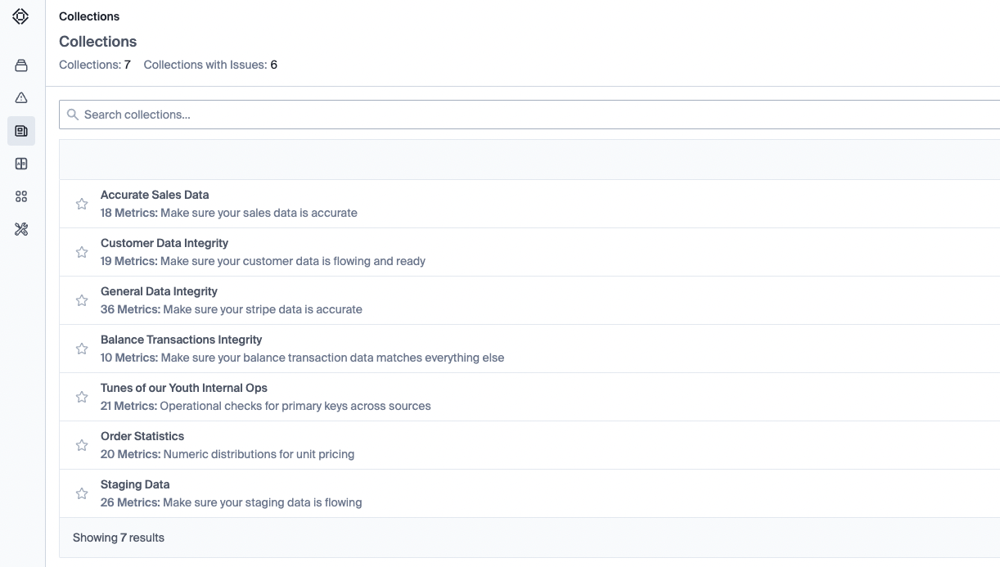 Collections
Collections
Collections: 7 Collections with Issues: 6
Search collections...
Accurate Sales Data
18 Metrics: Make sure your sales data is accurate
Customer Data Integrity
19 Metrics: Make sure your customer data is flowing and ready
General Data Integrity
36 Metrics: Make sure your stripe data is accurate
Balance Transactions Integrity
10 Metrics: Make sure your balance transaction data matches everything else
Tunes of our Youth Internal Ops
21 Metrics: Operational checks for primary keys across sources
Order Statistics
20 Metrics: Numeric distributions for unit pricing
Staging Data
26 Metrics: Make sure your staging data is flowing
Showing 7 results